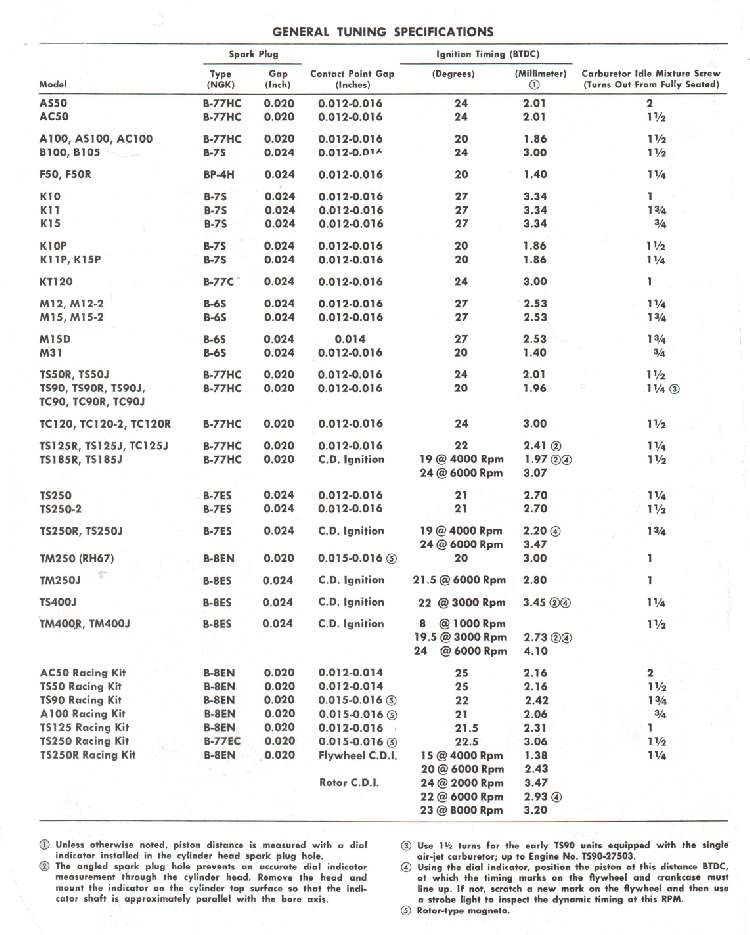 GENERAL TUNING SPECIFICATIONS
Spark Plug Ignition Timing (BTDC)
Type Gap Contact Point Gap (Degrees) (Millimeter) Carburetor Idle Mixture Screw
Model (NGK) (Inch) (Inches) ① (Turns Out From Fully Seated)
AS50 B-77HC 0.020 0.012-0.016 24 2.01 2
AC50 B-77HC 0.020 0.012-0.016 24 2.01 1½
A100, AS100, AC100 B-77HC 0.020 0.012-0.016 20 1.86 1½
B100, B105 B-7S 0.024 24 3.00 1½
F50, F50R BP-4H 0.024 0.012-0.016 20 1.40 1¼
K10 B-7S 0.024 0.012-0.016 27 3.34 1
K11 B-7S 0.024 0.012-0.016 27 3.34 1¾
K15 B-7S 0.024 0.012-0.016 27 3.34 ¾
K10P B-7S 0.024 0.012-0.016 20 1.86 1½
K11P, K15P B-7S 0.024 0.012-0.016 20 1.86 1¼
KT120 B-77C 0.024 0.012-0.016 24 3.00 1
M12, M12-2 B-6S 0.024 0.012-0.016 27 2.53 1¼
M15, M15-2 B-6S 0.024 0.012-0.016 27 2.53 1¾
M15D B-6S 0.024 0.014 27 2.53 1¾
M31 B-6S 0.024 0.012-0.016 20 1.40 ¾
TS50R, TS50J B-77HC 0.020 0.012-0.016 24 2.01 1½
TS90, TS90R, TS90J, B-77HC 0.020 0.012-0.016 20 1.96 1¼ ③
TC90, TC90R, TC90J
TC120, TC120-2, TC120R B-77HC 0.020 0.012-0.016 24 3.00 1½
TS125R, TS125J, TC125J B-77HC 0.020 0.012-0.016 22 2.41 ② 1¼
TS185R, TS185J B-77HC 0.020 C.D. Ignition 19 @ 4000 Rpm 1.97 ②④ 1½
24 @ 6000 Rpm 3.07
TS250 B-7ES 0.024 0.012-0.016 21 2.70 1¼
TS250-2 B-7ES 0.024 0.012-0.016 21 2.70 1½
TS250R, TS250J B-7ES 0.024 C.D. Ignition 19 @ 4000 Rpm 2.20 ④ 1¾
24 @ 6000 Rpm 3.47
TM250 (RH67) B-8EN 0.020 0.015-0.016 ⑤ 20 3.00 1
TM250J B-8ES 0.024 C.D. Ignition 21.5 @ 6000 Rpm 2.80 1
TS400J B-8ES 0.024 C.D. Ignition 22 @ 3000 Rpm 3.45 ②④ 1¼
TM400R, TM400J B-8ES 0.024 C.D. Ignition 8 @ 1000 Rpm 1½
19.5 @ 3000 Rpm 2.73 ②④
24 @ 6000 Rpm 4.10
AC50 Racing Kit B-8EN 0.020 0.012-0.014 25 2.16 2
TS50 Racing Kit B-8EN 0.020 0.012-0.014 25 2.16 1½
TS90 Racing Kit B-8EN 0.020 0.015-0.016 ⑤ 22 2.42 1¾
A100 Racing Kit B-8EN 0.020 0.015-0.016 ⑤ 21 2.06 ¾
TS125 Racing Kit B-8EN 0.020 0.012-0.016 21.5 2.31 1
TS250 Racing Kit B-77EC 0.020 0.015-0.016 ⑤ 22.5 3.06 1½
TS250R Racing Kit B-8EN 0.020 Flywheel C.D.I. 15 @ 4000 Rpm 1.38 1¼
20 @ 6000 Rpm 2.43
Rotor C.D.I. 24 @ 2000 Rpm 3.47
22 @ 6000 Rpm 2.93 ④
23 @ 8000 Rpm 3.20
① Unless otherwise noted, piston distance is measured with a dial
indicator installed in the cylinder head spark plug hole.
② The angled spark plug hole prevents an accurate dial indicator
measurement through the cylinder head. Remove the head and
mount the indicator on the cylinder top surface so that the indi-
cator shaft is approximately parallel with the bore axis.
③ Use 1½ turns for the early TS90 units equipped with the single
air-jet carburetor; up to Engine No. TS90-27503.
④ Using the dial indicator, position the piston at this distance BTDC,
at which the timing marks on the flywheel and crankcase must
line up. If not, scratch a new mark on the flywheel and then use
a strobe light to inspect the dynamic timing at this RPM.
⑤ Rotor-type magneto.